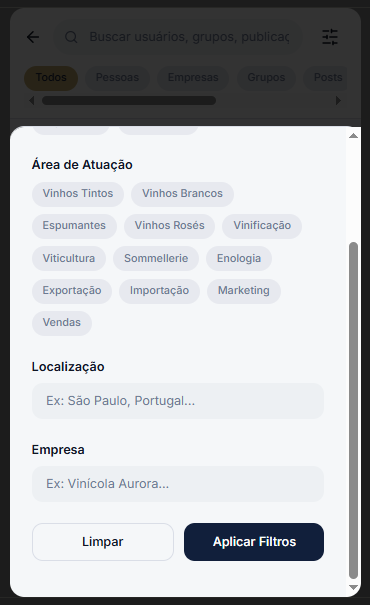 Buscar usuários, grupos, publicaç
Todos Pessoas Empresas Grupos Posts
Área de Atuação
Vinhos Tintos Vinhos Brancos
Espumantes Vinhos Rosés Vinificação
Viticultura Sommellerie Enologia
Exportação Importação Marketing
Vendas
Localização
Ex: São Paulo, Portugal...
Empresa
Ex: Vinícola Aurora...
Limpar Aplicar Filtros